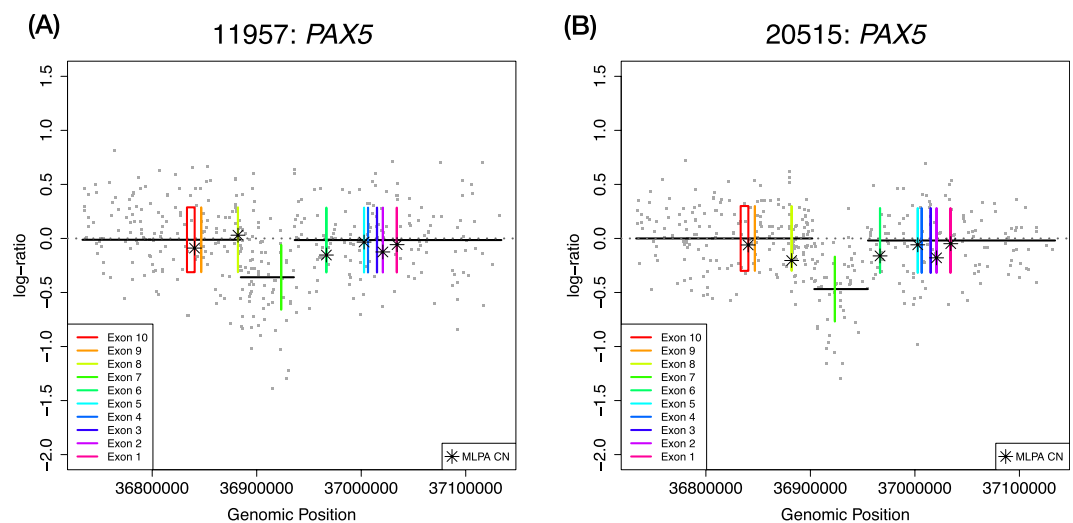 (A)
11957: PAX5
log−ratio
1.5
1.0
0.5
0.0
−0.5
−1.0
−1.5
−2.0
Exon 10
Exon 9
Exon 8
Exon 7
Exon 6
Exon 5
Exon 4
Exon 3
Exon 2
Exon 1
MLPA CN
36800000 36900000 37000000 37100000
Genomic Position
(B)
20515: PAX5
log−ratio
1.5
1.0
0.5
0.0
−0.5
−1.0
−1.5
−2.0
Exon 10
Exon 9
Exon 8
Exon 7
Exon 6
Exon 5
Exon 4
Exon 3
Exon 2
Exon 1
MLPA CN
36800000 36900000 37000000 37100000
Genomic Position